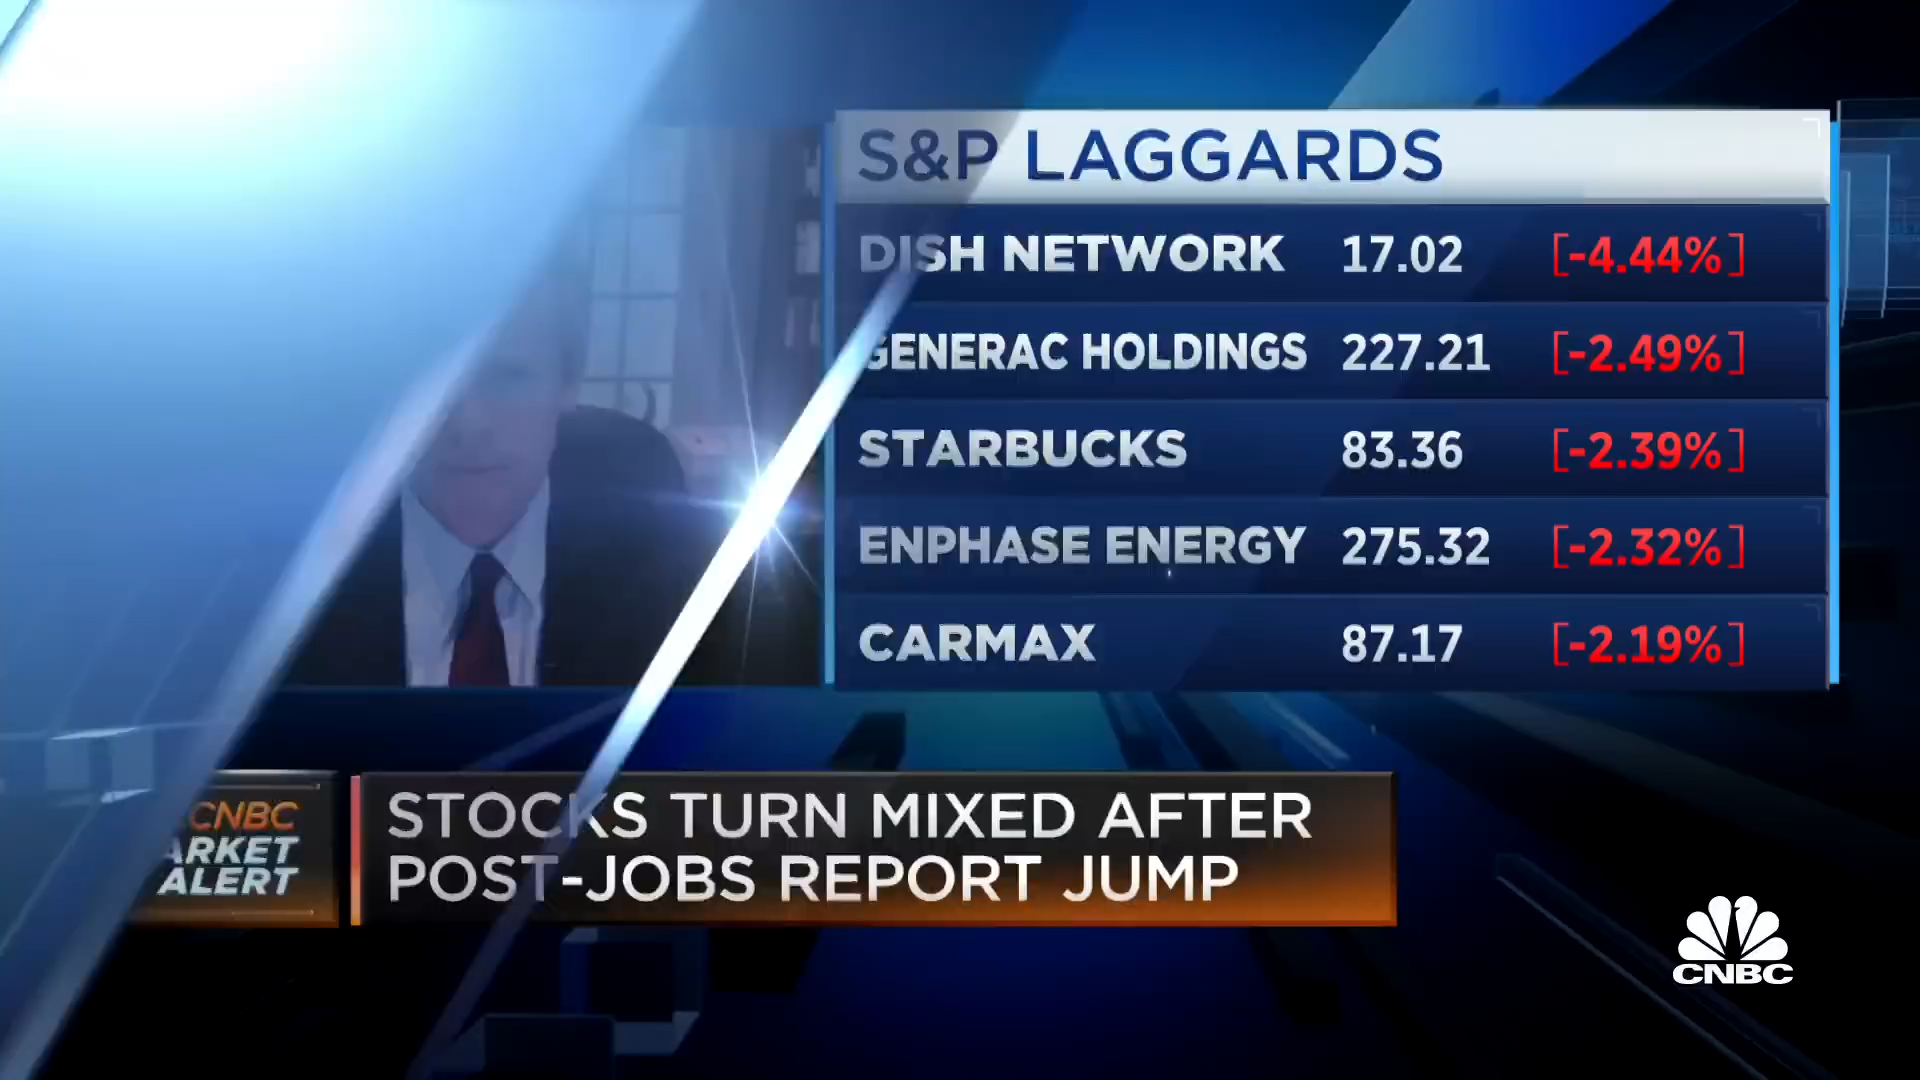 S&P LAGGARDS
DISH NETWORK 17.02 [-4.44%]
GENERAC HOLDINGS 227.21 [-2.49%]
STARBUCKS 83.36 [-2.39%]
ENPHASE ENERGY 275.32 [-2.32%]
CARMAX 87.17 [-2.19%]
CNBC
ARKET
ALERT
STOCKS TURN MIXED AFTER
POST-JOBS REPORT JUMP
CNBC